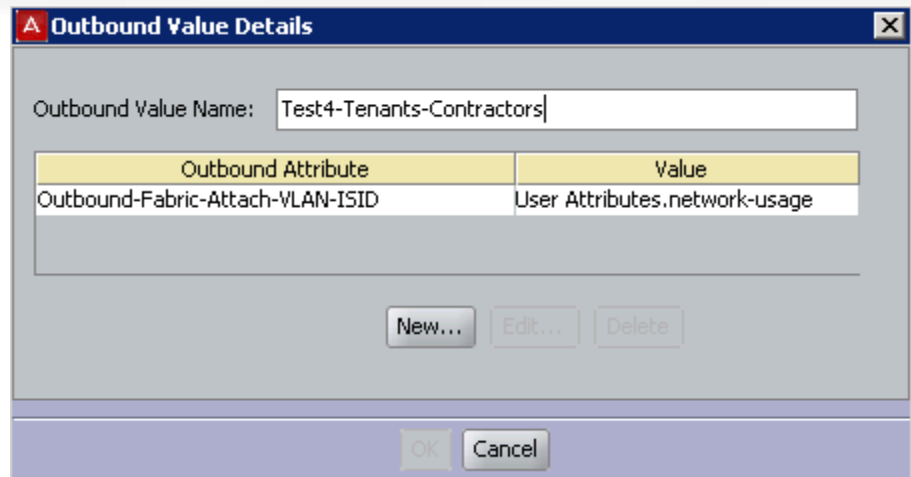 A Outbound Value Details
Outbound Value Name: Test4-Tenants-Contractors
Outbound Attribute Value
Outbound-Fabric-Attach-VLAN-ISID User Attributes.network-usage
New... Edit... Delete
OK Cancel